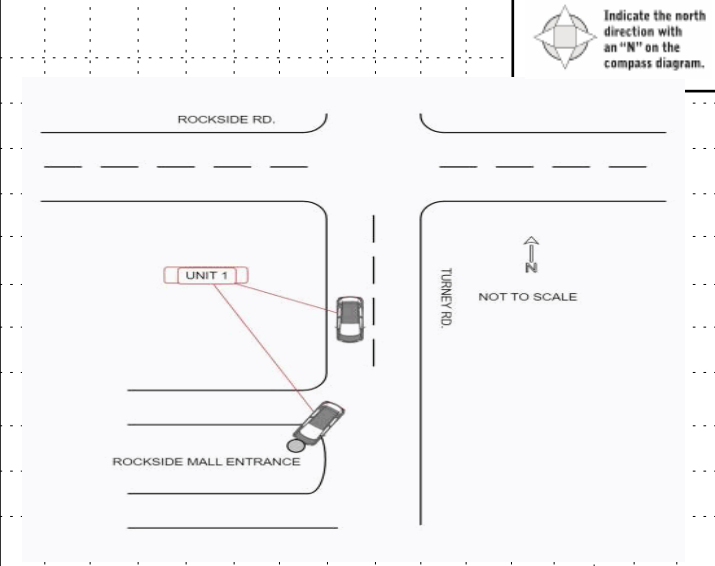 Indicate the north
direction with
an "N" on the
compass diagram.
ROCKSIDE RD.
UNIT 1
TURNEY RD.
N
NOT TO SCALE
ROCKSIDE MALL ENTRANCE